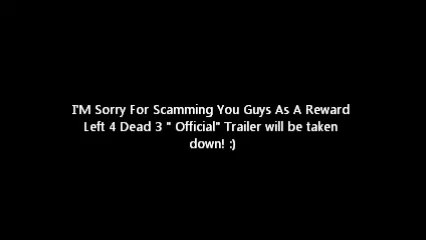 I'M Sorry For Scamming You Guys As A Reward
Left 4 Dead 3 " Official" Trailer will be taken
down! :)